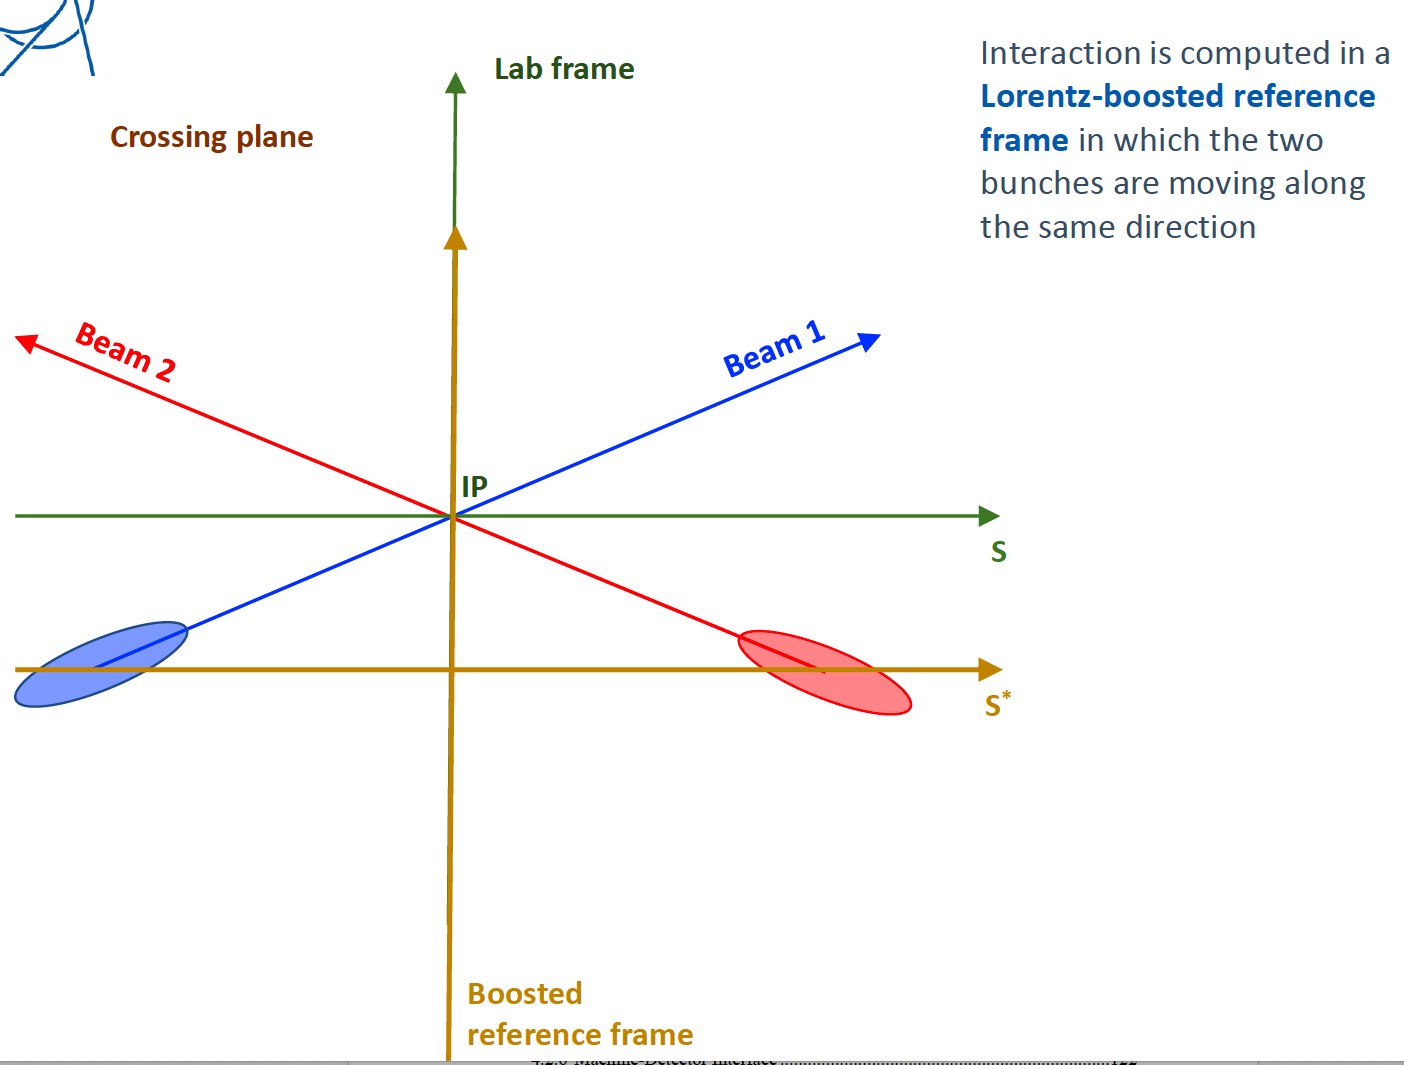 Lab frame
Crossing plane
Interaction is computed in a
Lorentz-boosted reference
frame in which the two
bunches are moving along
the same direction
Beam 2
Beam 1
IP
S
S*
Boosted
reference frame